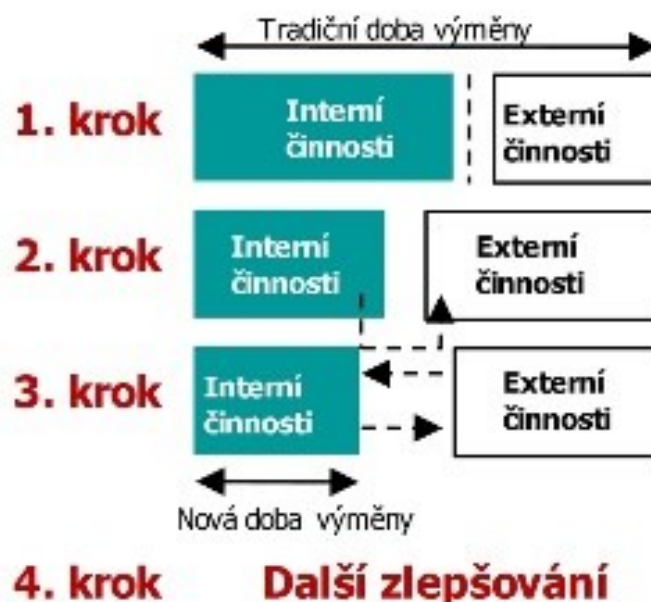 Tradiční doba výměny
1. krok
Interní
činnosti
Externí
činnosti
2. krok
Interní
činnosti
Externí
činnosti
3. krok
Interní
činnosti
Externí
činnosti
Nová doba výměny
4. krok Další zlepšování